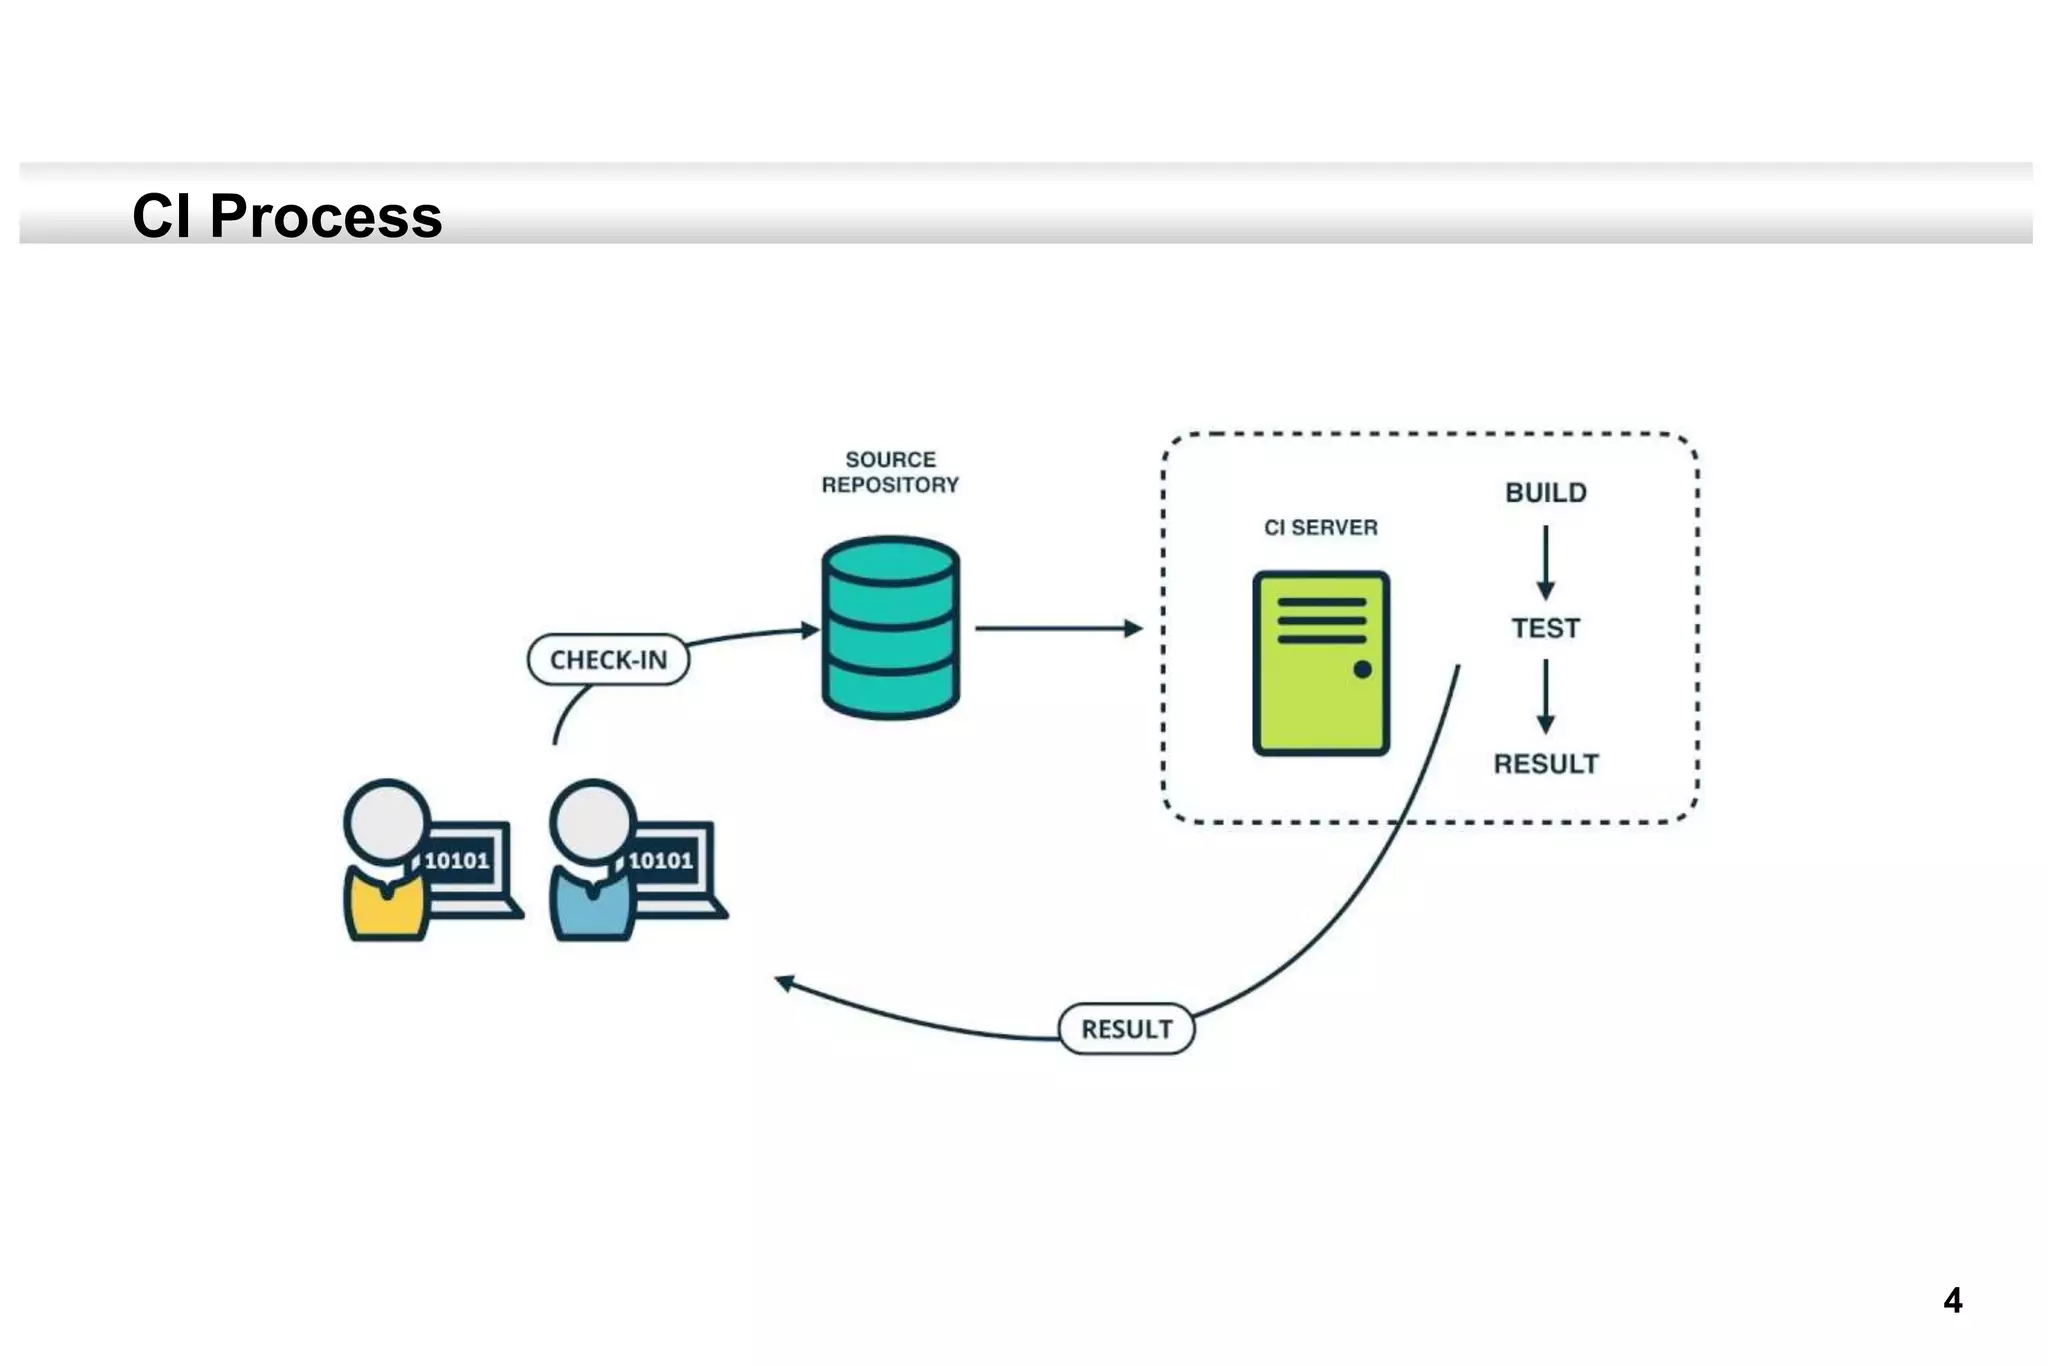 CI Process
SOURCE
REPOSITORY
BUILD
CI SERVER
TEST
CHECK-IN
RESULT
10101
10101
RESULT
4